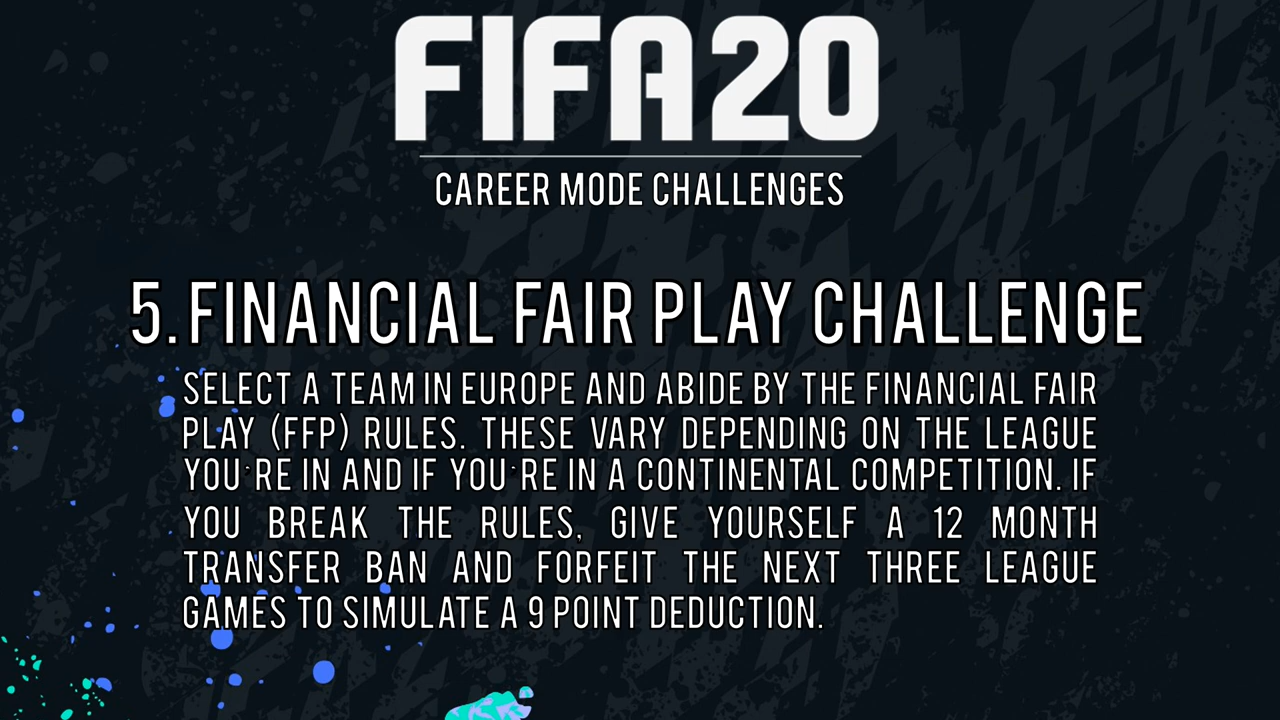 FIFA20
CAREER MODE CHALLENGES
5. FINANCIAL FAIR PLAY CHALLENGE
SELECT A TEAM IN EUROPE AND ABIDE BY THE FINANCIAL FAIR
PLAY (FFP) RULES. THESE VARY DEPENDING ON THE LEAGUE
YOU'RE IN AND IF YOU'RE IN A CONTINENTAL COMPETITION. IF
YOU BREAK THE RULES, GIVE YOURSELF A 12 MONTH
TRANSFER BAN AND FORFEIT THE NEXT THREE LEAGUE
GAMES TO SIMULATE A 9 POINT DEDUCTION.